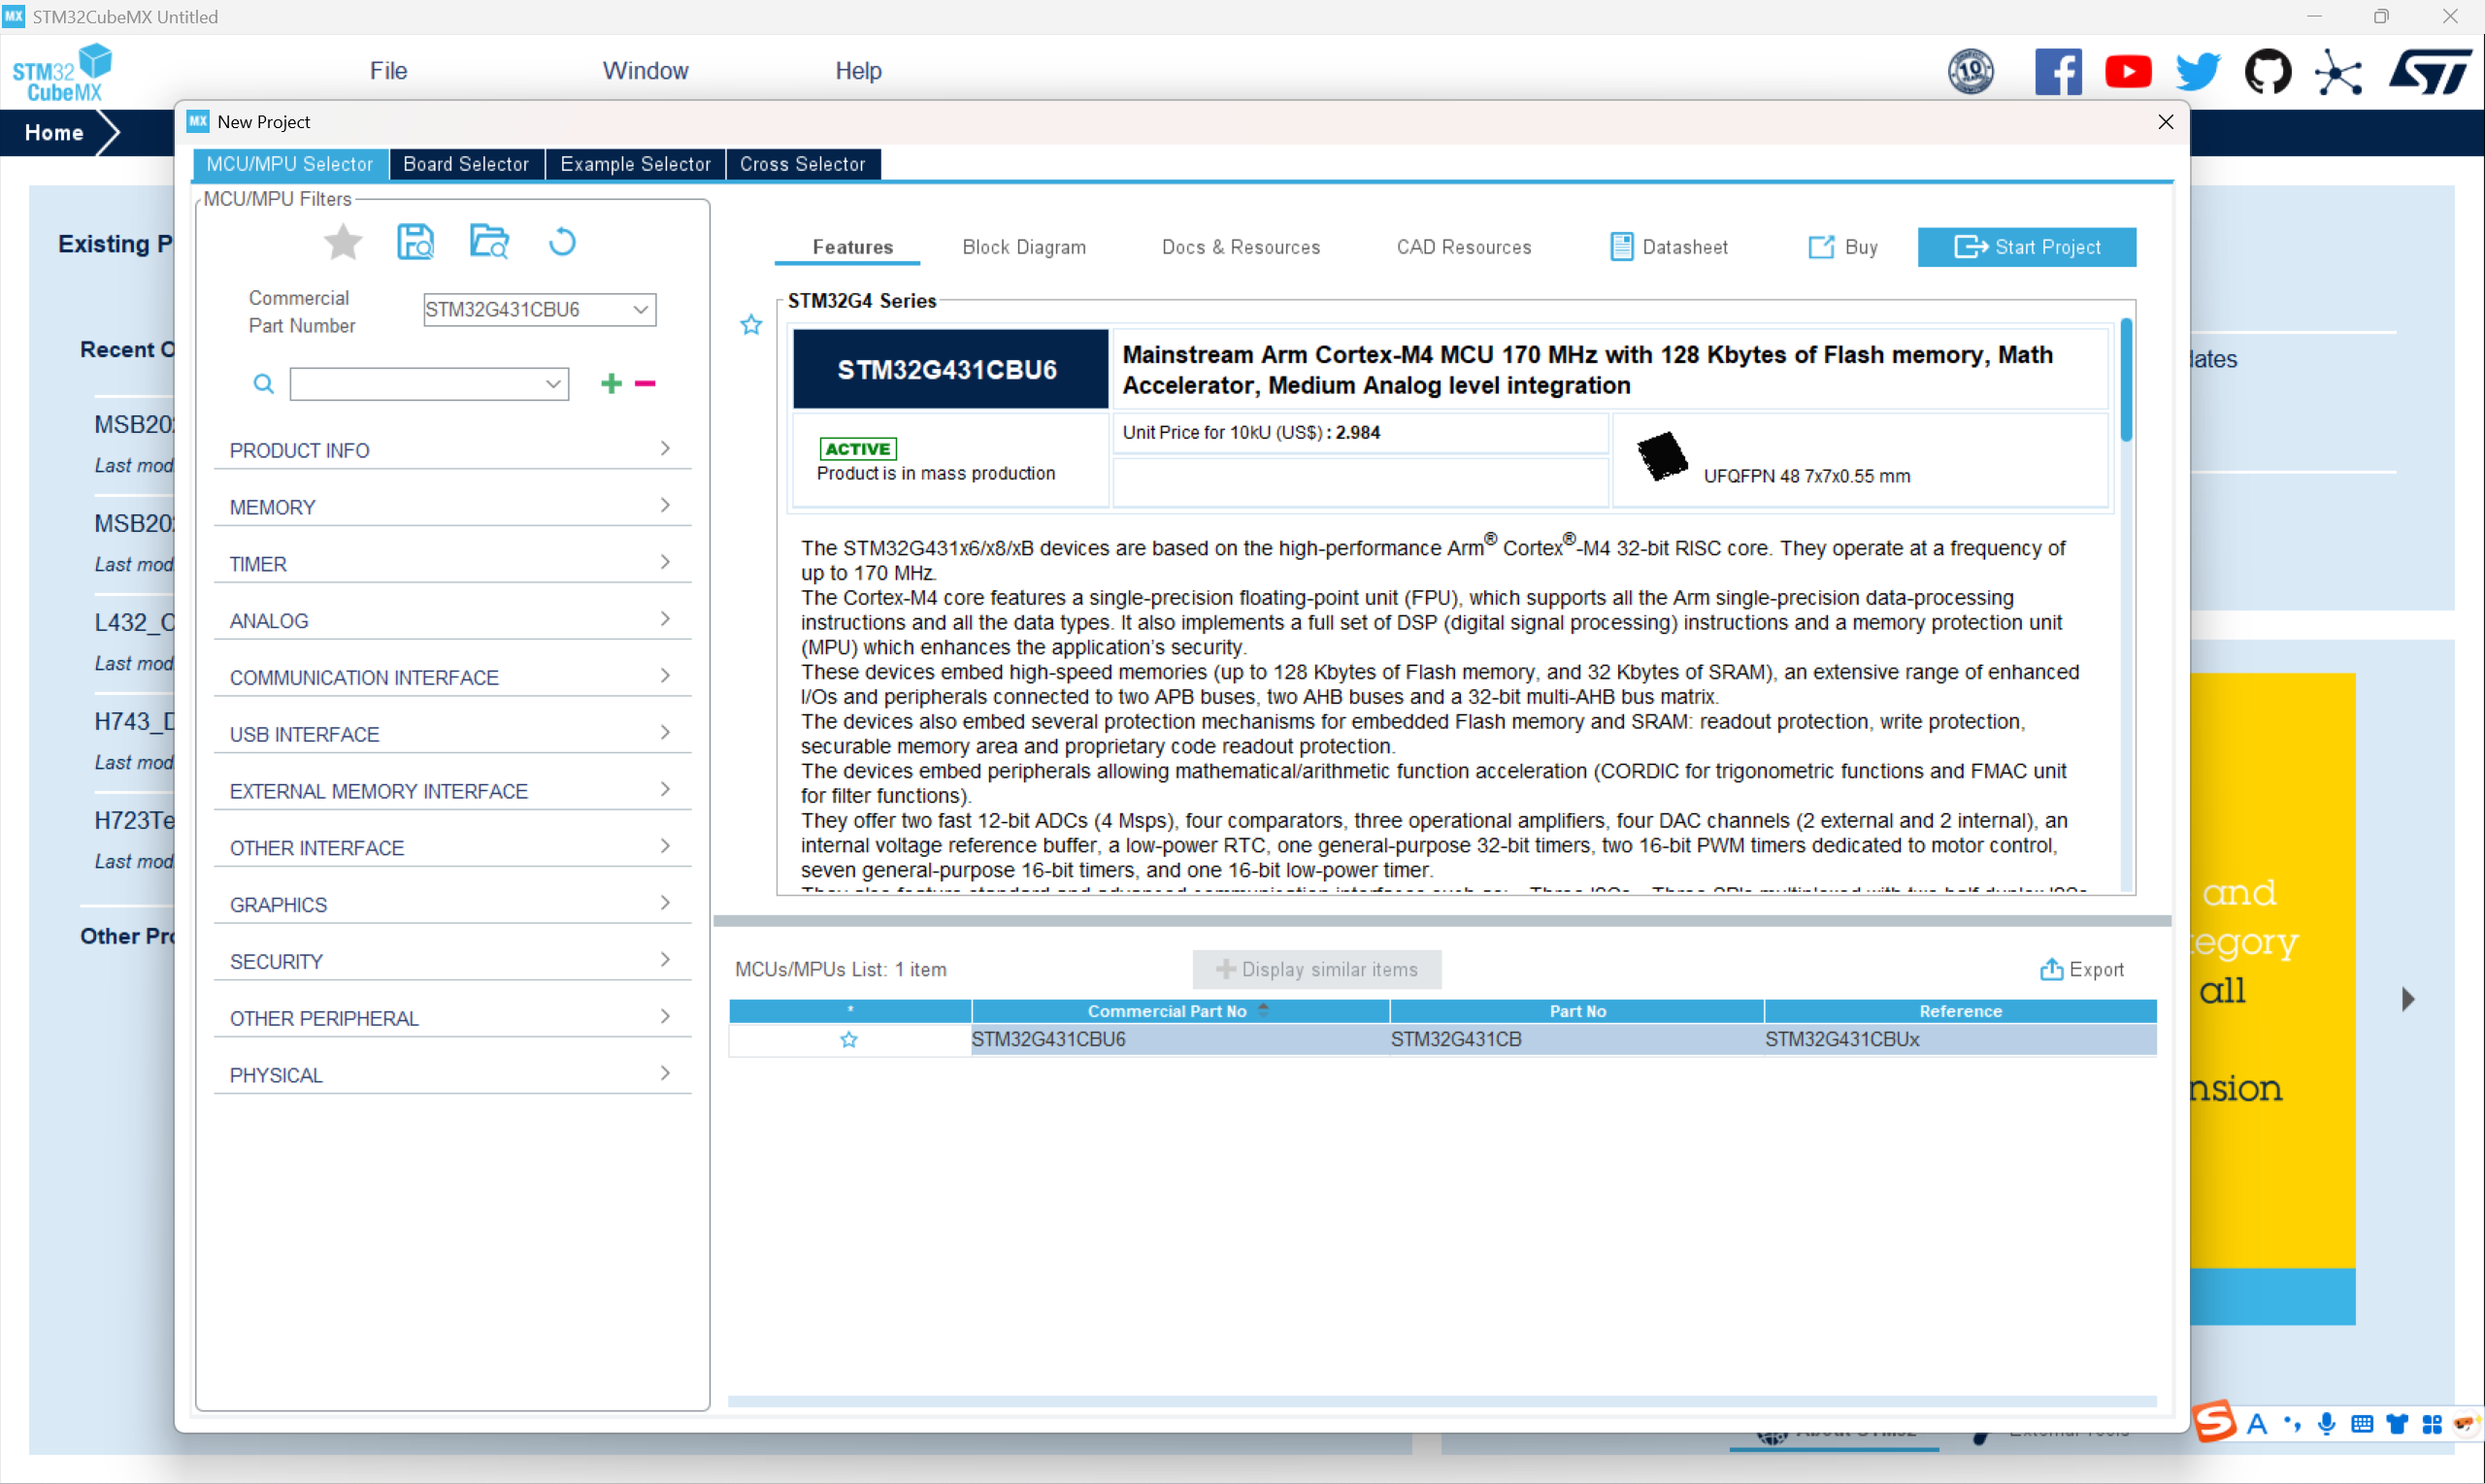 STM32CubeMX Untitled
STM32
CubeMX
File
Window
Help
10
Home
New Project
MCU/MPU Selector
Board Selector
Example Selector
Cross Selector
MCU/MPU Filters
Commercial
Part Number
STM32G431CBU6
PRODUCT INFO
MEMORY
TIMER
ANALOG
COMMUNICATION INTERFACE
USB INTERFACE
EXTERNAL MEMORY INTERFACE
OTHER INTERFACE
GRAPHICS
SECURITY
OTHER PERIPHERAL
PHYSICAL
Existing P
Recent O
MSB20
Last mod
MSB20
Last mod
L432_C
Last mod
H743_D
Last mod
H723Te
Last mod
Other Pro
Features
Block Diagram
Docs & Resources
CAD Resources
Datasheet
Buy
Start Project
STM32G4 Series
STM32G431CBU6
Mainstream Arm Cortex-M4 MCU 170 MHz with 128 Kbytes of Flash memory, Math
Accelerator, Medium Analog level integration
ACTIVE
Product is in mass production
Unit Price for 10kU (US$) : 2.984
UFQFPN 48 7x7x0.55 mm
The STM32G431x6/x8/xB devices are based on the high-performance Arm® Cortex®-M4 32-bit RISC core. They operate at a frequency of
up to 170 MHz.
The Cortex-M4 core features a single-precision floating-point unit (FPU), which supports all the Arm single-precision data-processing
instructions and all the data types. It also implements a full set of DSP (digital signal processing) instructions and a memory protection unit
(MPU) which enhances the application's security.
These devices embed high-speed memories (up to 128 Kbytes of Flash memory, and 32 Kbytes of SRAM), an extensive range of enhanced
I/Os and peripherals connected to two APB buses, two AHB buses and a 32-bit multi-AHB bus matrix.
The devices also embed several protection mechanisms for embedded Flash memory and SRAM: readout protection, write protection,
securable memory area and proprietary code readout protection.
The devices embed peripherals allowing mathematical/arithmetic function acceleration (CORDIC for trigonometric functions and FMAC unit
for filter functions).
They offer two fast 12-bit ADCs (4 Msps), four comparators, three operational amplifiers, four DAC channels (2 external and 2 internal), an
internal voltage reference buffer, a low-power RTC, one general-purpose 32-bit timers, two 16-bit PWM timers dedicated to motor control,
seven general-purpose 16-bit timers, and one 16-bit low-power timer.
MCUs/MPUs List: 1 item
Display similar items
Export
*
Commercial Part No
Part No
Reference
STM32G431CBU6
STM32G431CB
STM32G431CBUx
dates
and
tegory
all
nsion